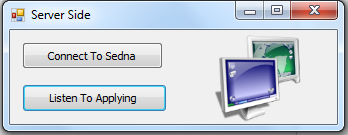 Server Side
Connect To Sedna
Listen To Applying